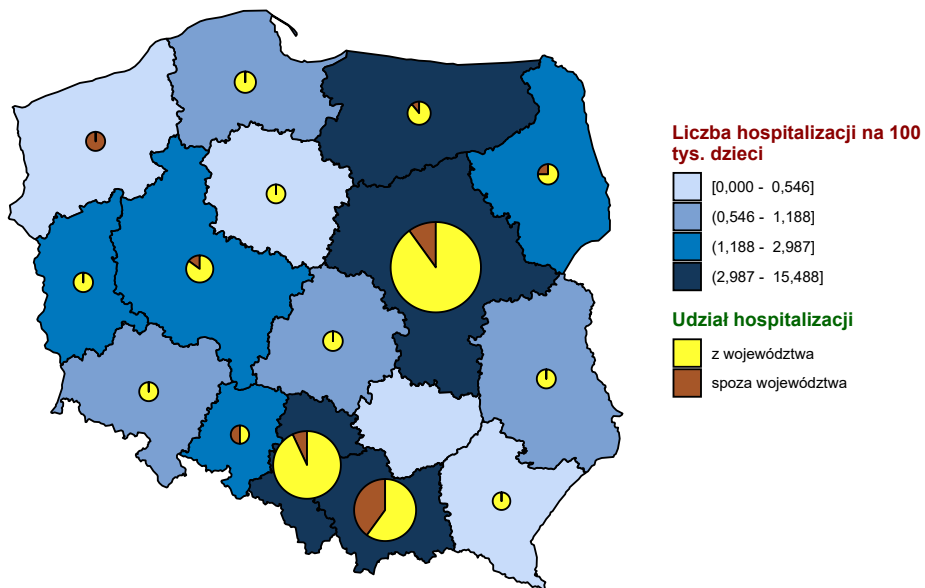 Liczba hospitalizacji na 100
tys. dzieci
[0,000 - 0,546]
(0,546 - 1,188]
(1,188 - 2,987]
(2,987 - 15,488]
Udział hospitalizacji
z województwa
spoza województwa